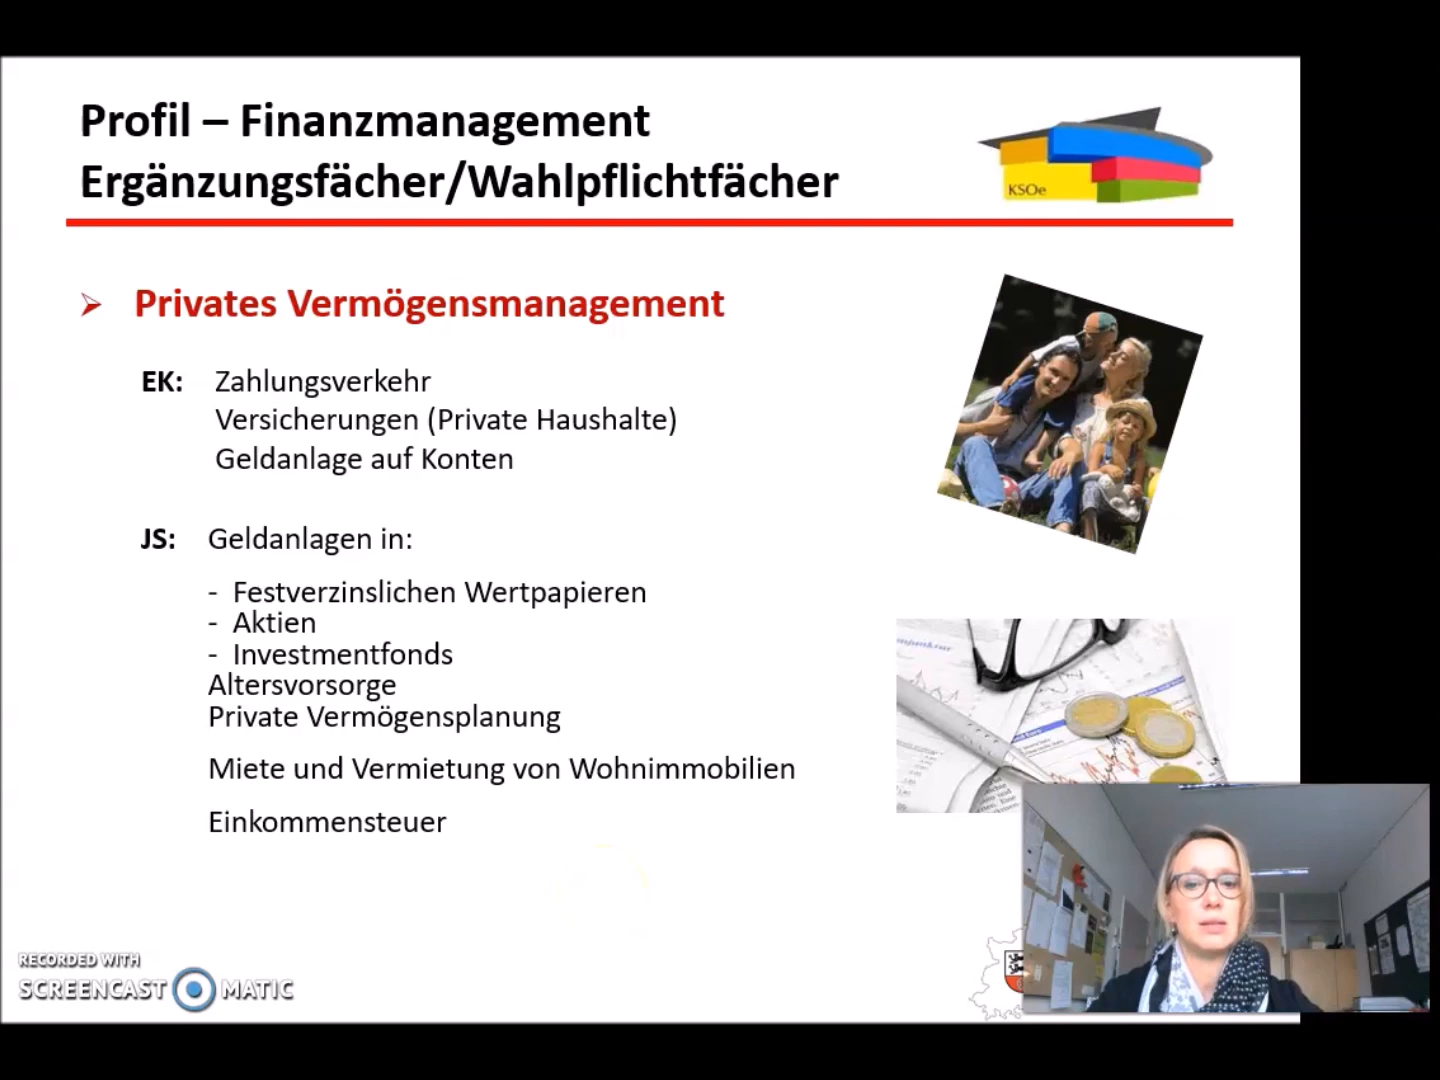 Profil – Finanzmanagement
Ergänzungsfächer/Wahlpflichtfächer
KSOe
Privates Vermögensmanagement
EK: Zahlungsverkehr
Versicherungen (Private Haushalte)
Geldanlage auf Konten
JS: Geldanlagen in:
- Festverzinslichen Wertpapieren
- Aktien
- Investmentfonds
Altersvorsorge
Private Vermögensplanung
Miete und Vermietung von Wohnimmobilien
Einkommensteuer
RECORDED WITH
SCREENCAST MATIC